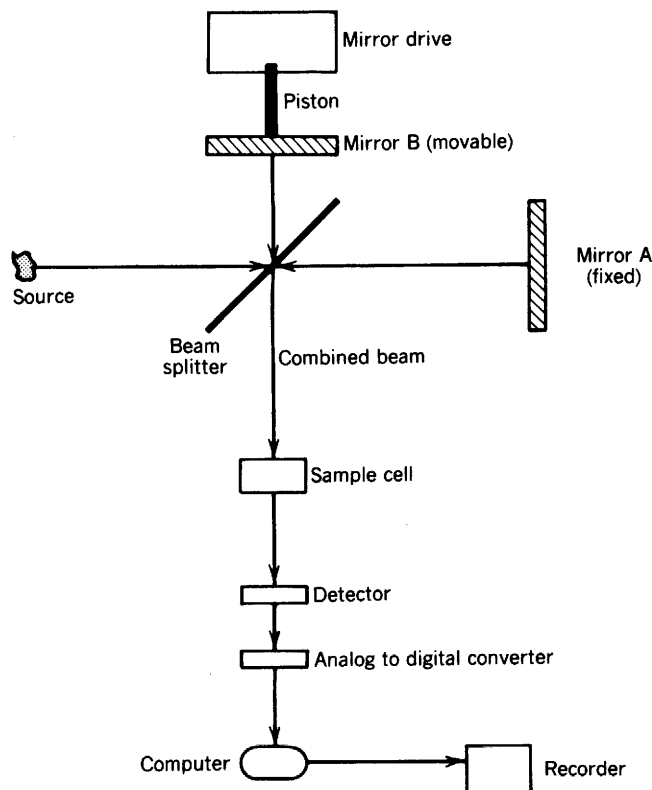 Mirror drive
Piston
Mirror B (movable)
Mirror A
(fixed)
Source
Beam
splitter
Combined beam
Sample cell
Detector
Analog to digital converter
Computer
Recorder